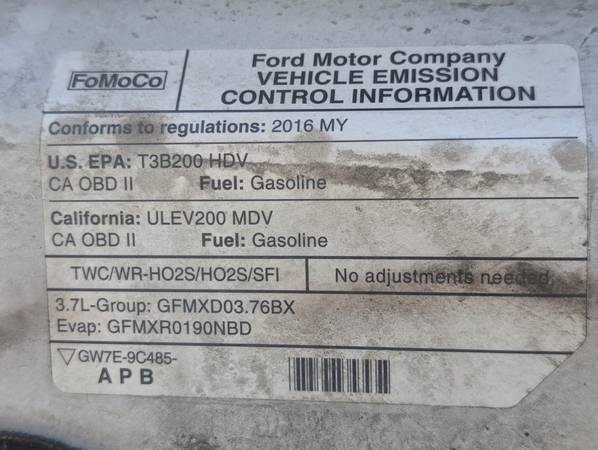 FoMoCo
Ford Motor Company
VEHICLE EMISSION
CONTROL INFORMATION
Conforms to regulations: 2016 MY
U.S. EPA: T3B200 HDV
CA OBD II Fuel: Gasoline
California: ULEV200 MDV
CA OBD II Fuel: Gasoline
TWC/WR-HO2S/HO2S/SFI No adjustments needed.
3.7L-Group: GFMXD03.76BX
Evap: GFMXR0190NBD
▽GW7E-9C485-
A P B